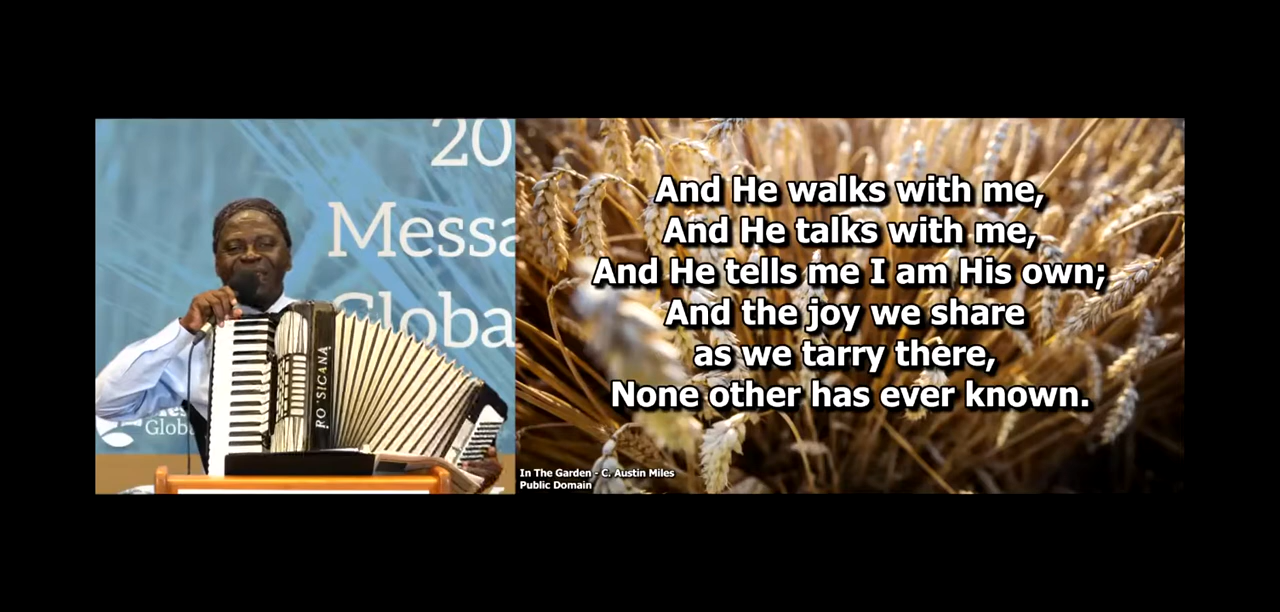 20
Messa
Globa
RO·SICANA
Mes
Globa
And He walks with me,
And He talks with me,
And He tells me I am His own;
And the joy we share
as we tarry there,
None other has ever known.
In The Garden - C. Austin Miles
Public Domain